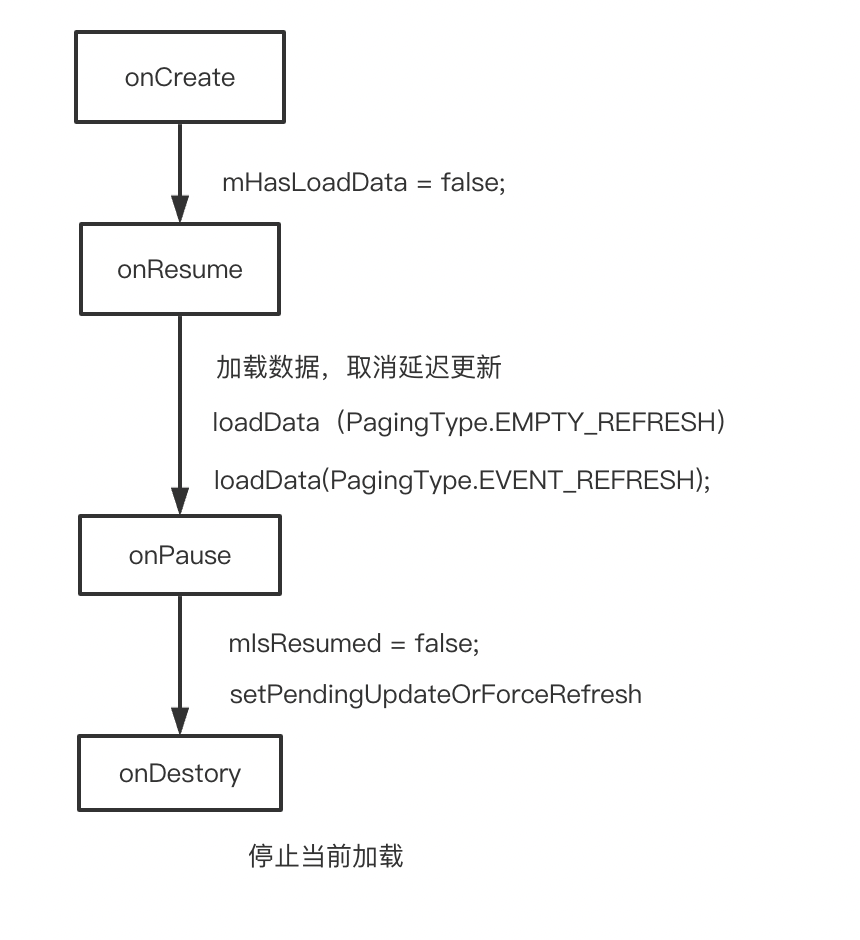 onCreate
mHasLoadData = false;
onResume
加载数据，取消延迟更新
loadData（PagingType.EMPTY_REFRESH）
loadData(PagingType.EVENT_REFRESH);
onPause
mIsResumed = false;
setPendingUpdateOrForceRefresh
onDestory
停止当前加载